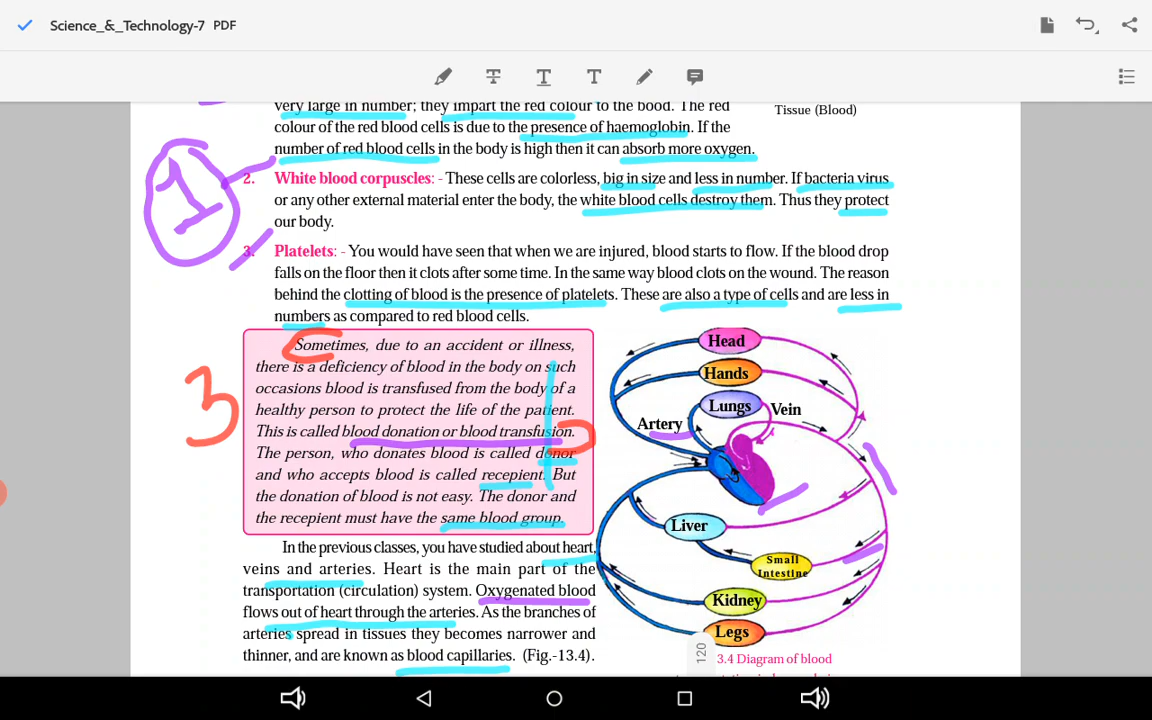 Science_&_Technology-7 PDF
very large in number; they impart the red colour to the bood. The red
colour of the red blood cells is due to the presence of haemoglobin. If the
number of red blood cells in the body is high then it can absorb more oxygen.
Tissue (Blood)
1
2. White blood corpuscles: - These cells are colorless, big in size and less in number. If bacteria virus
or any other external material enter the body, the white blood cells destroy them. Thus they protect
our body.
3. Platelets: - You would have seen that when we are injured, blood starts to flow. If the blood drop
falls on the floor then it clots after some time. In the same way blood clots on the wound. The reason
behind the clotting of blood is the presence of platelets. These are also a type of cells and are less in
numbers as compared to red blood cells.
3
Sometimes, due to an accident or illness,
there is a deficiency of blood in the body on such
occasions blood is transfused from the body of a
healthy person to protect the life of the patient.
This is called blood donation or blood transfusion.
The person, who donates blood is called donor
and who accepts blood is called recepient. But
the donation of blood is not easy. The donor and
the recepient must have the same blood group.
In the previous classes, you have studied about heart,
veins and arteries. Heart is the main part of the
transportation (circulation) system. Oxygenated blood
flows out of heart through the arteries. As the branches of
arteries spread in tissues they becomes narrower and
thinner, and are known as blood capillaries. (Fig.-13.4).
Head
Hands
Lungs
Vein
Artery
Liver
Small
Intestine
Kidney
Legs
120
3.4 Diagram of blood